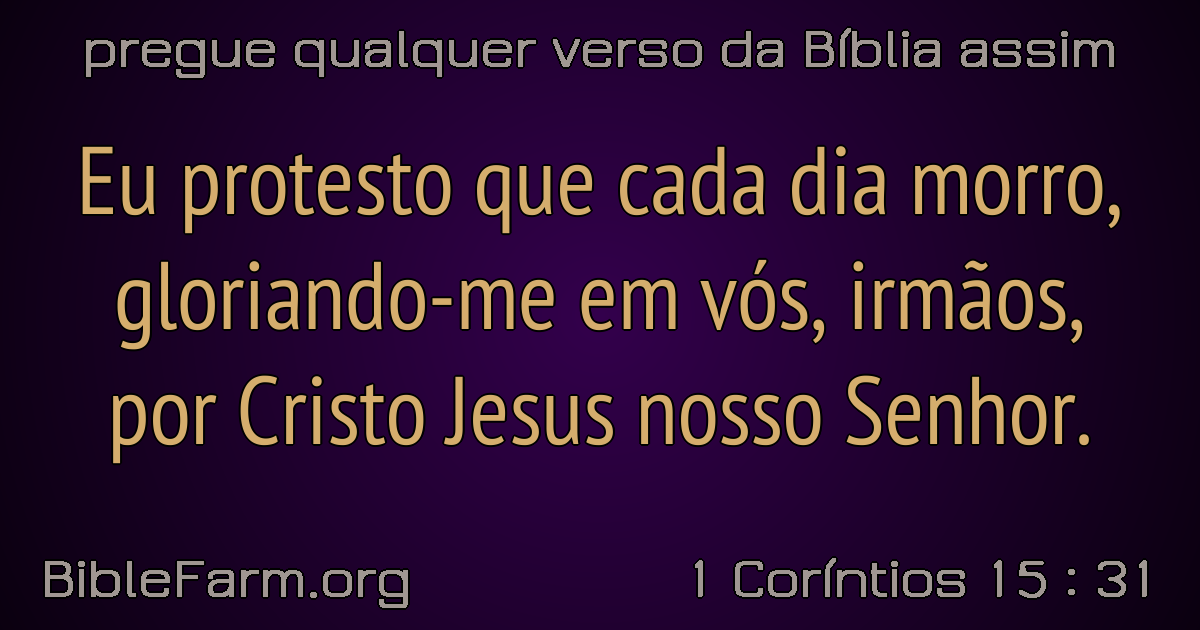 pregue qualquer verso da Bíblia assim
Eu protesto que cada dia morro,
gloriando-me em vós, irmãos,
por Cristo Jesus nosso Senhor.
BibleFarm.org
1 Coríntios 15 : 31